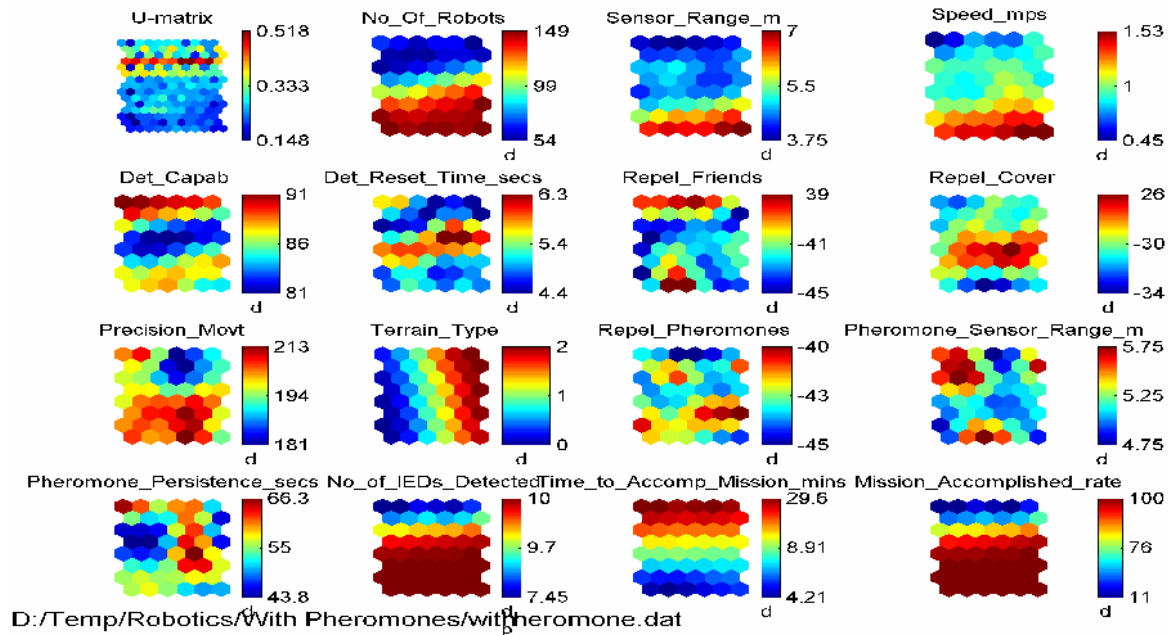 U-matrix No_Of_Robots Sensor_Range_m Speed_mps
0.518 149 7 1.53
0.333 99 5.5 1
0.148 54 3.75 0.45
d d
Det_Capab Det_Reset_Time_secs Repel_Friends Repel_Cover
91 6.3 39 26
86 5.4 -41 -30
81 4.4 -45 -34
d d d d
Precision_Movt Terrain_Type Repel_Pheromones Pheromone_Sensor_Range_m
213 2 -40 5.75
194 1 -43 5.25
181 0 -45 4.75
d d d
Pheromone_Persistence_secs No_of_IEDs_Detected Time_to_Accomp_Mission_mins Mission_Accomplished_rate
66.3 10 29.6 100
55 9.7 8.91 76
43.8 7.45 4.21 11
d d d d
D:/Temp/Robotics/With Pheromones/withpheromone.dat